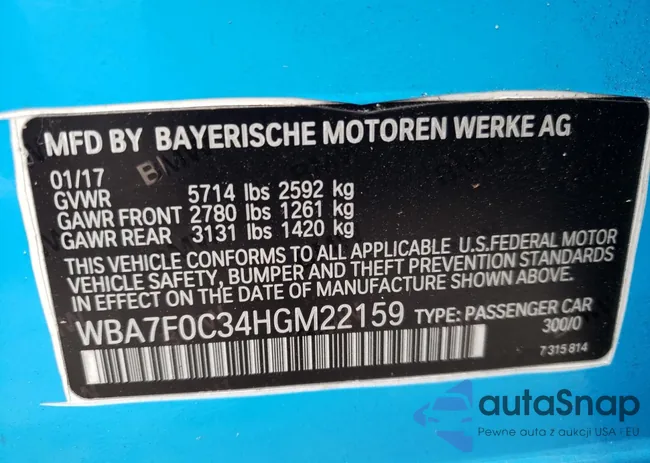 MFD BY BAYERISCHE MOTOREN WERKE AG
01/17
GVWR 5714 lbs 2592 kg
GAWR FRONT 2780 lbs 1261 kg
GAWR REAR 3131 lbs 1420 kg
THIS VEHICLE CONFORMS TO ALL APPLICABLE U.S.FEDERAL MOTOR
VEHICLE SAFETY, BUMPER AND THEFT PREVENTION STANDARDS
IN EFFECT ON THE DATE OF MANUFACTURE SHOWN ABOVE.
WBA7F0C34HGM22159 TYPE: PASSENGER CAR
300/0
7315814
autoSnap
Pewne auta z aukcji USA - EU